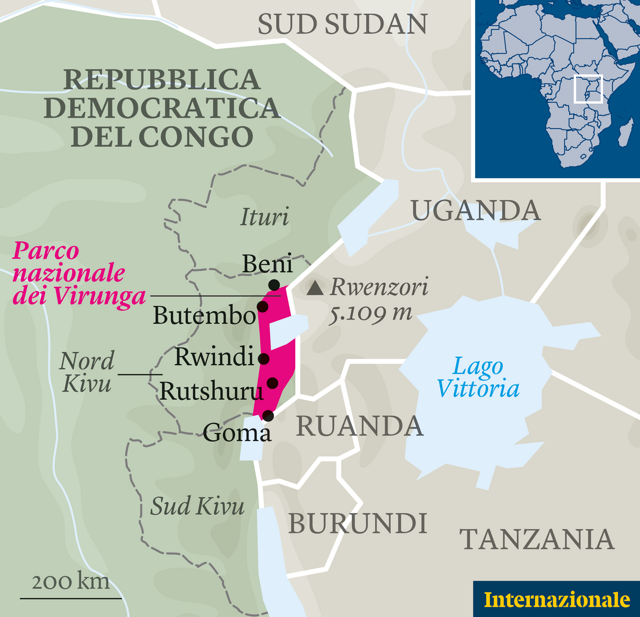 SUD SUDAN
REPUBBLICA
DEMOCRATICA
DEL CONGO
UGANDA
Ituri
Parco
nazionale
dei Virunga
Beni
Rwenzori
5.109 m
Butembo
Nord
Kivu
Rwindi
Rutshuru
Lago
Vittoria
Goma
RUANDA
Sud Kivu
BURUNDI
TANZANIA
200 km
Internazionale